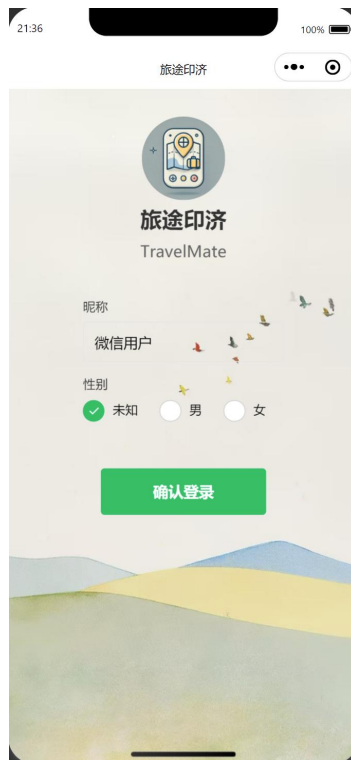 21:36
100%
旅途印济
旅途印济
TravelMate
昵称
微信用户
性别
未知 男 女
确认登录